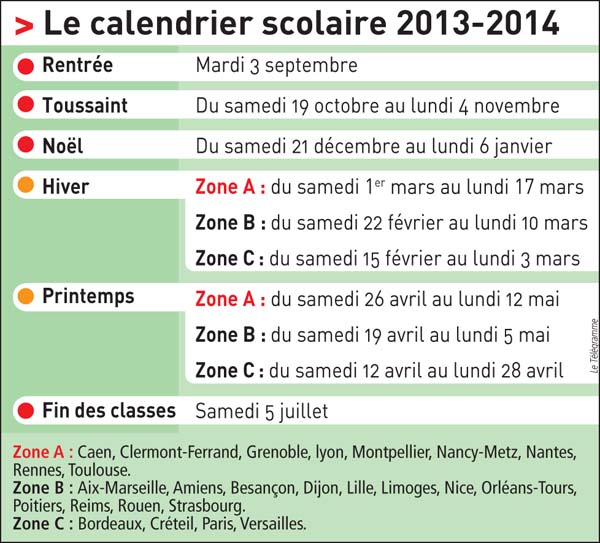 > Le calendrier scolaire 2013-2014
Rentrée Mardi 3 septembre
Toussaint Du samedi 19 octobre au lundi 4 novembre
Noël Du samedi 21 décembre au lundi 6 janvier
Hiver Zone A : du samedi 1er mars au lundi 17 mars
Zone B : du samedi 22 février au lundi 10 mars
Zone C : du samedi 15 février au lundi 3 mars
Printemps Zone A : du samedi 26 avril au lundi 12 mai
Zone B : du samedi 19 avril au lundi 5 mai
Zone C : du samedi 12 avril au lundi 28 avril
Le Télégramme
Fin des classes Samedi 5 juillet
Zone A : Caen, Clermont-Ferrand, Grenoble, lyon, Montpellier, Nancy-Metz, Nantes,
Rennes, Toulouse.
Zone B : Aix-Marseille, Amiens, Besançon, Dijon, Lille, Limoges, Nice, Orléans-Tours,
Poitiers, Reims, Rouen, Strasbourg.
Zone C : Bordeaux, Créteil, Paris, Versailles.